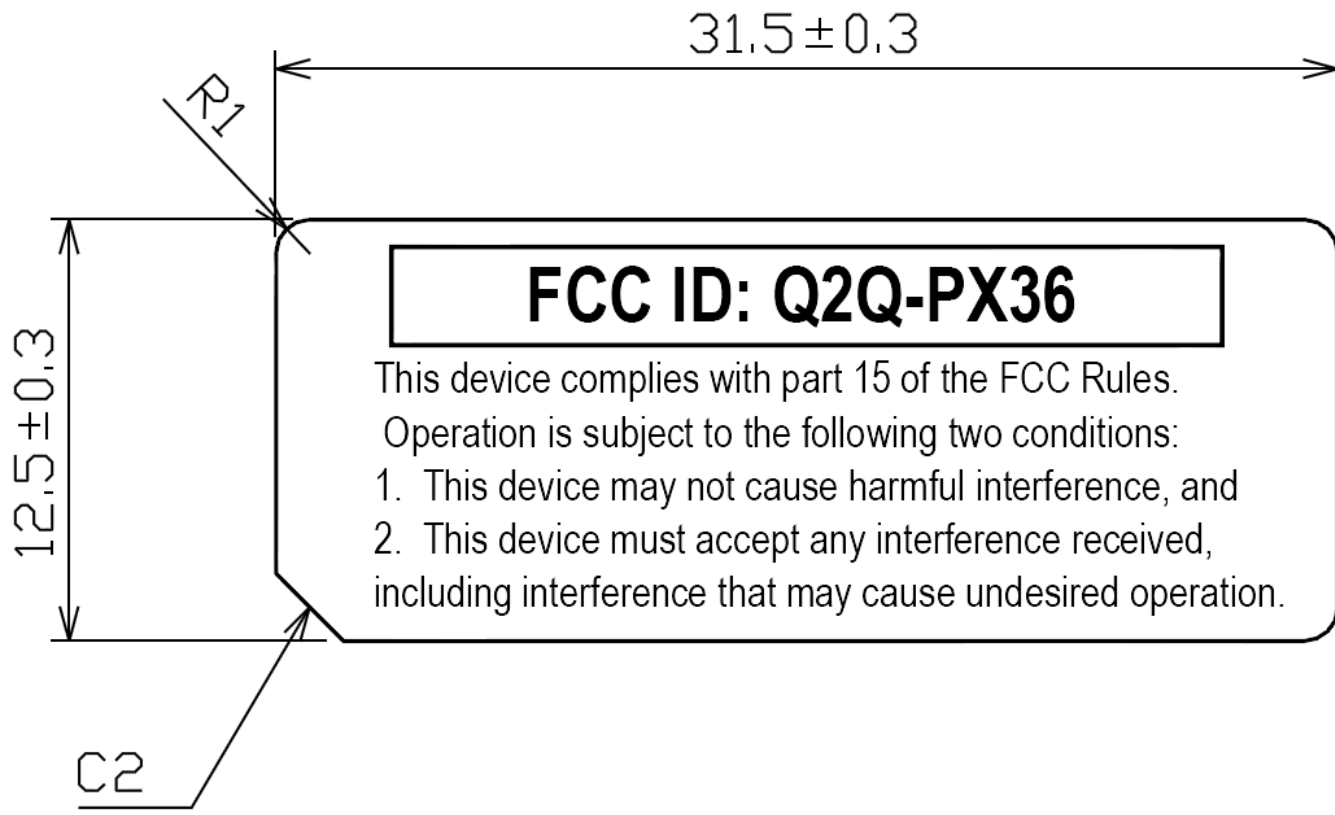 31.5±0.3
R1
12.5±0.3
FCC ID: Q2Q-PX36
This device complies with part 15 of the FCC Rules.
Operation is subject to the following two conditions:
1. This device may not cause harmful interference, and
2. This device must accept any interference received,
including interference that may cause undesired operation.
C2